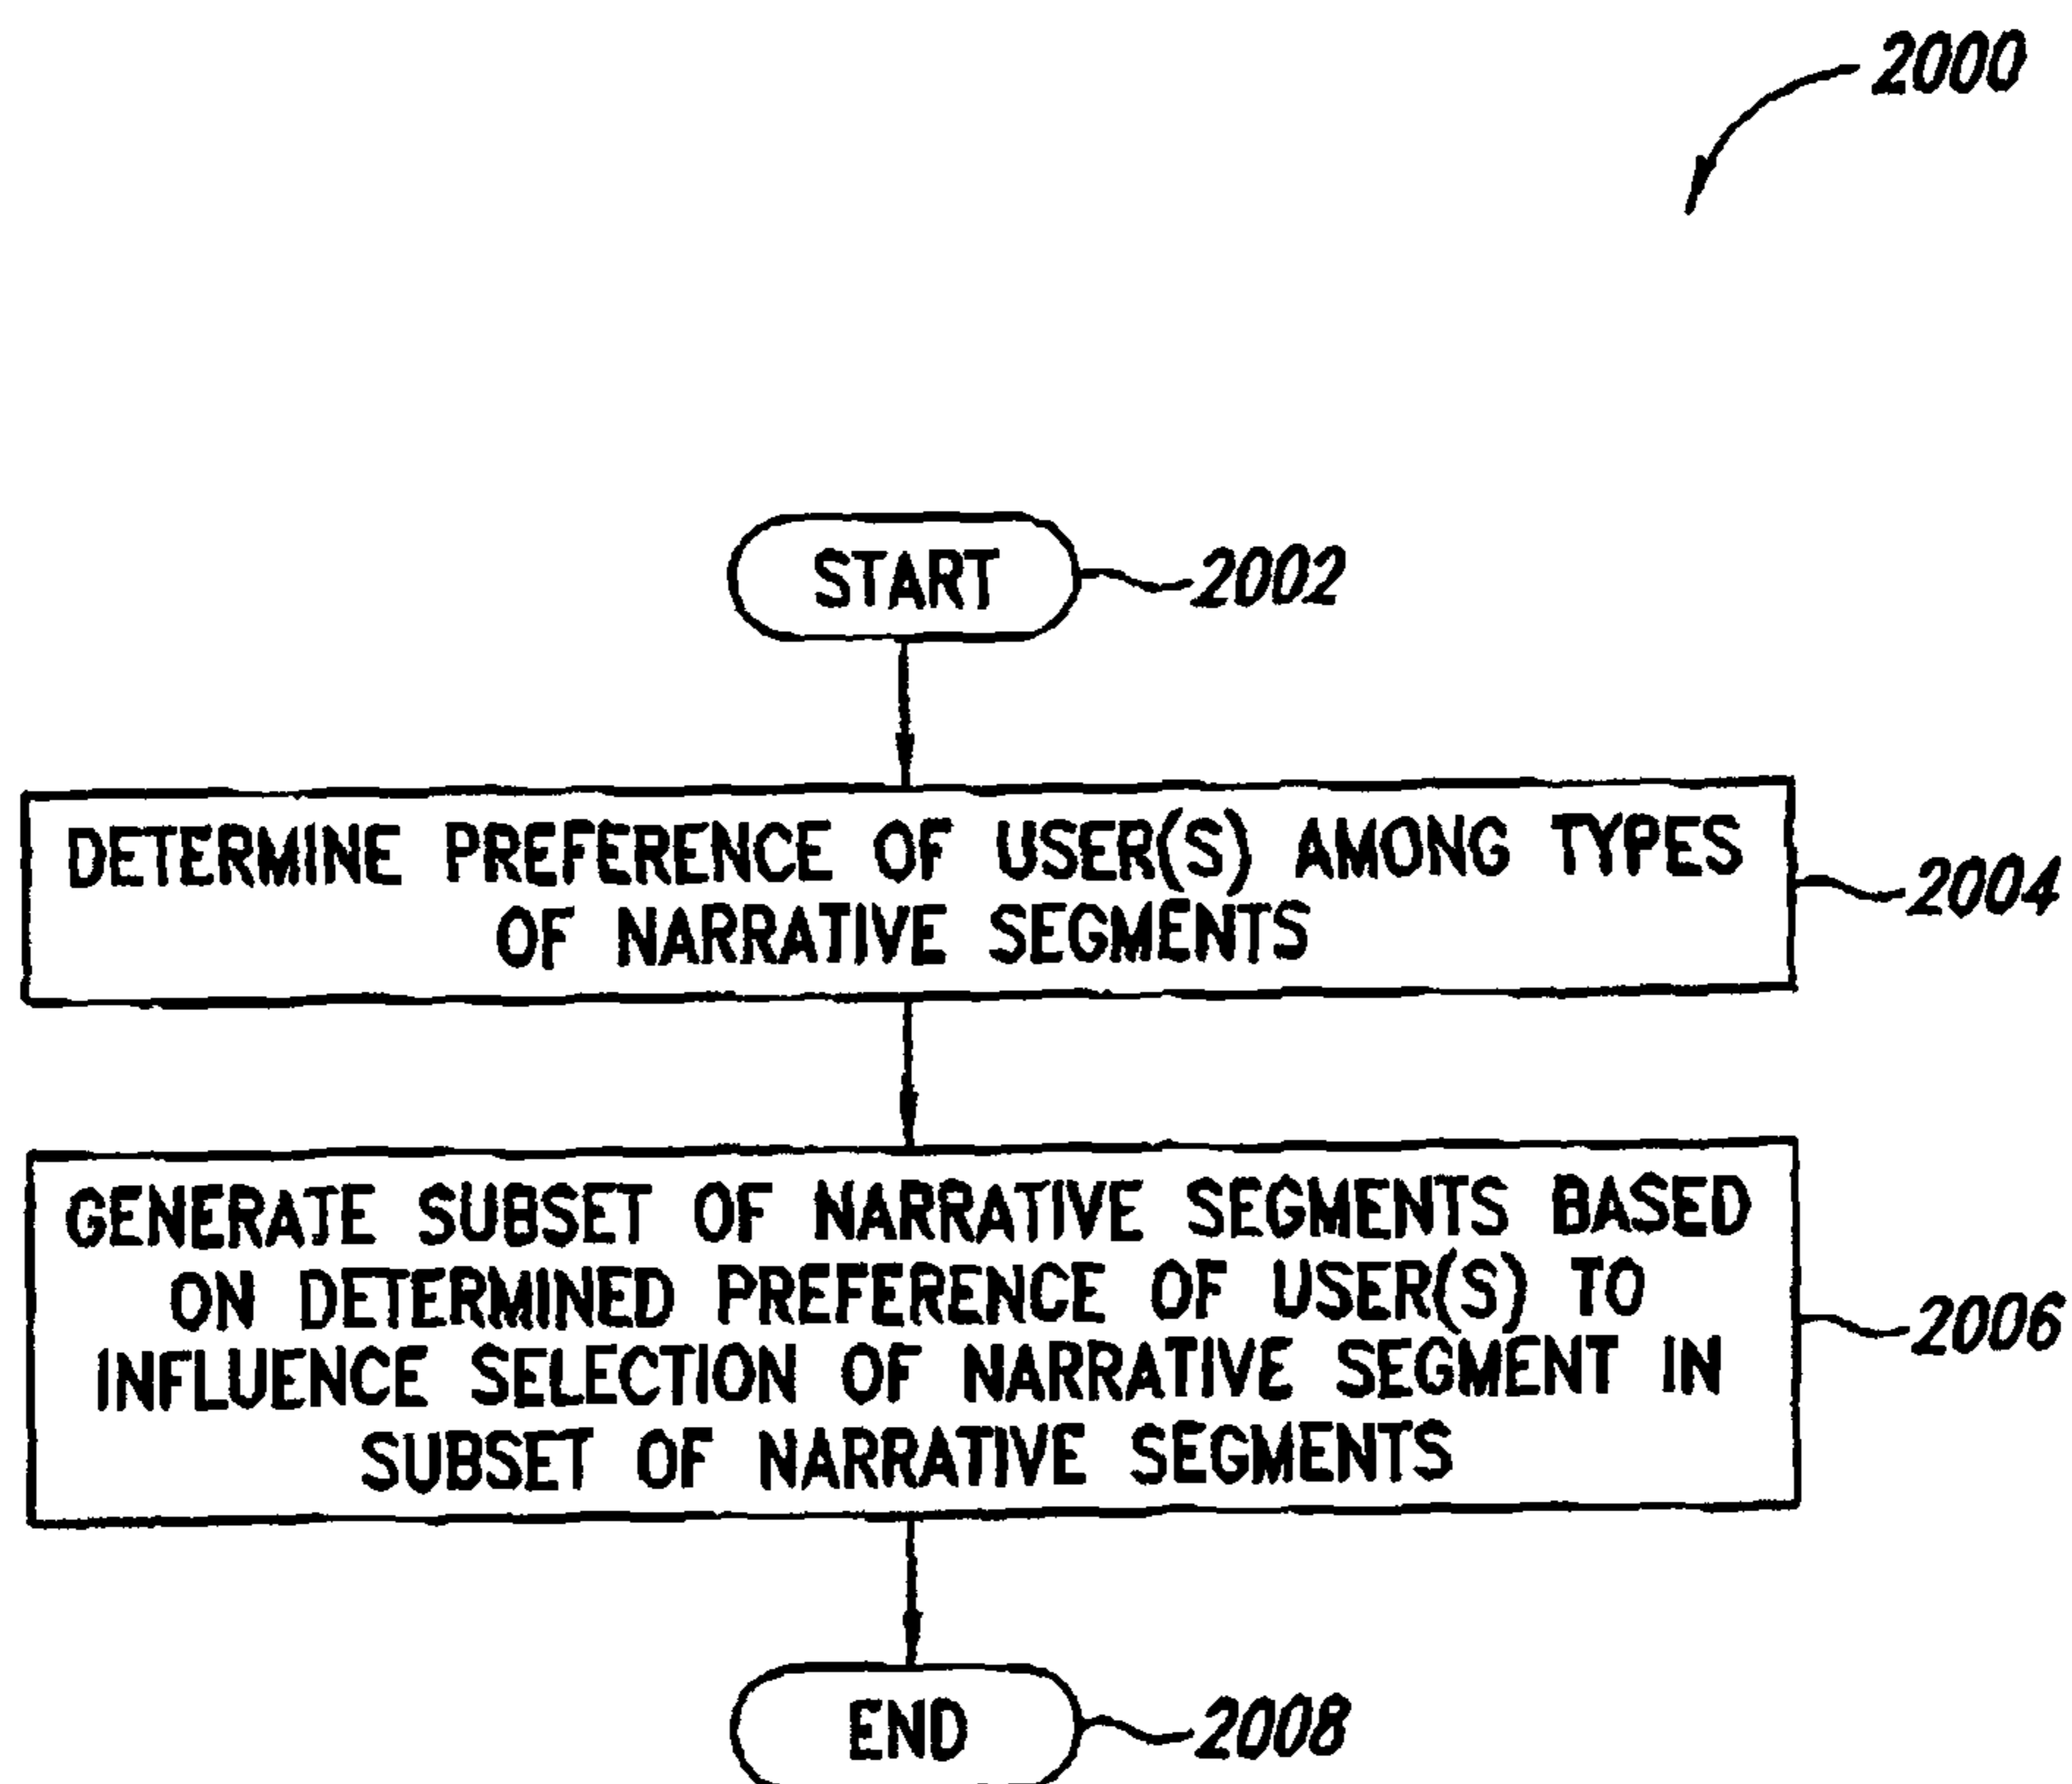 2000
START
2002
DETERMINE PREFERENCE OF USER(S) AMONG TYPES
OF NARRATIVE SEGMENTS
2004
GENERATE SUBSET OF NARRATIVE SEGMENTS BASED
ON DETERMINED PREFERENCE OF USER(S) TO
INFLUENCE SELECTION OF NARRATIVE SEGMENT IN
SUBSET OF NARRATIVE SEGMENTS
2006
END
2008